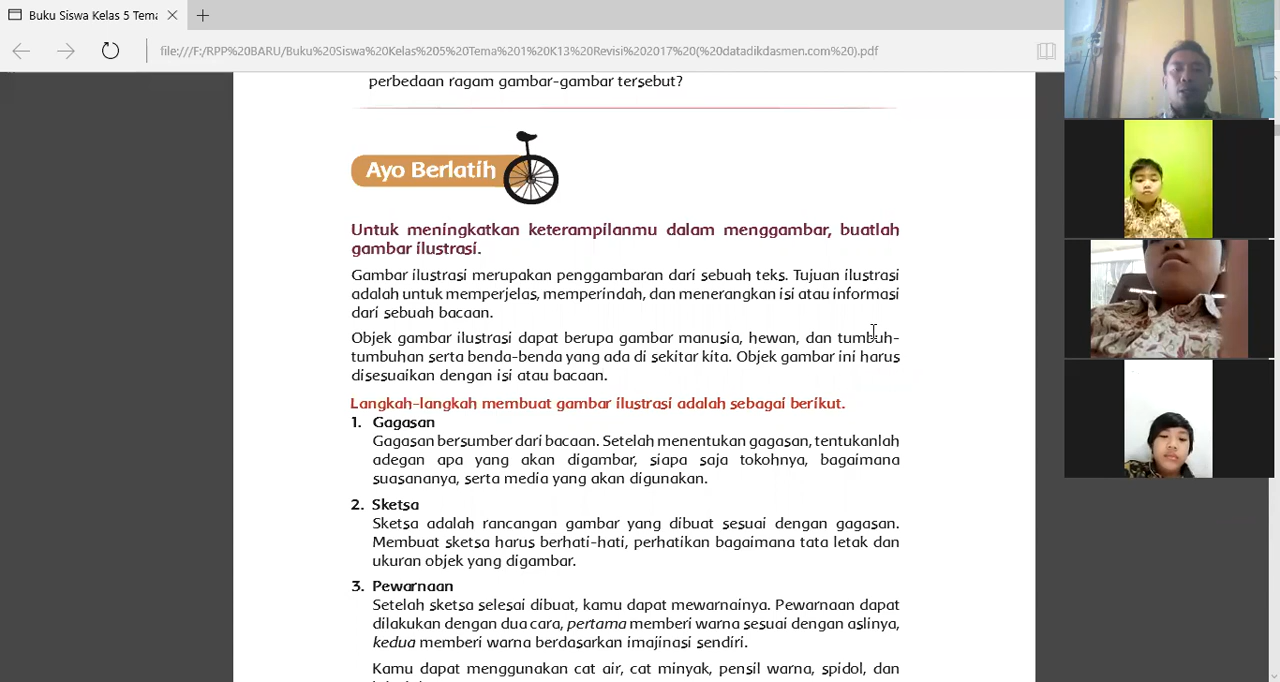 Buku Siswa Kelas 5 Tema
file:///F:/RPP%20BARU/Buku%20Siswa%20Kelas%205%20Tema%201%20K13%20Revisi%202017%20(%20datadikdasmen.com%20).pdf
perbedaan ragam gambar-gambar tersebut?
Ayo Berlatih
Untuk meningkatkan keterampilanmu dalam menggambar, buatlah
gambar ilustrasi.
Gambar ilustrasi merupakan penggambaran dari sebuah teks. Tujuan ilustrasi
adalah untuk memperjelas, memperindah, dan menerangkan isi atau informasi
dari sebuah bacaan.
Objek gambar ilustrasi dapat berupa gambar manusia, hewan, dan tumbuh-
tumbuhan serta benda-benda yang ada di sekitar kita. Objek gambar ini harus
disesuaikan dengan isi atau bacaan.
Langkah-langkah membuat gambar ilustrasi adalah sebagai berikut.
1. Gagasan
Gagasan bersumber dari bacaan. Setelah menentukan gagasan, tentukanlah
adegan apa yang akan digambar, siapa saja tokohnya, bagaimana
suasananya, serta media yang akan digunakan.
2. Sketsa
Sketsa adalah rancangan gambar yang dibuat sesuai dengan gagasan.
Membuat sketsa harus berhati-hati, perhatikan bagaimana tata letak dan
ukuran objek yang digambar.
3. Pewarnaan
Setelah sketsa selesai dibuat, kamu dapat mewarnainya. Pewarnaan dapat
dilakukan dengan dua cara, pertama memberi warna sesuai dengan aslinya,
kedua memberi warna berdasarkan imajinasi sendiri.
Kamu dapat menggunakan cat air, cat minyak, pensil warna, spidol, dan